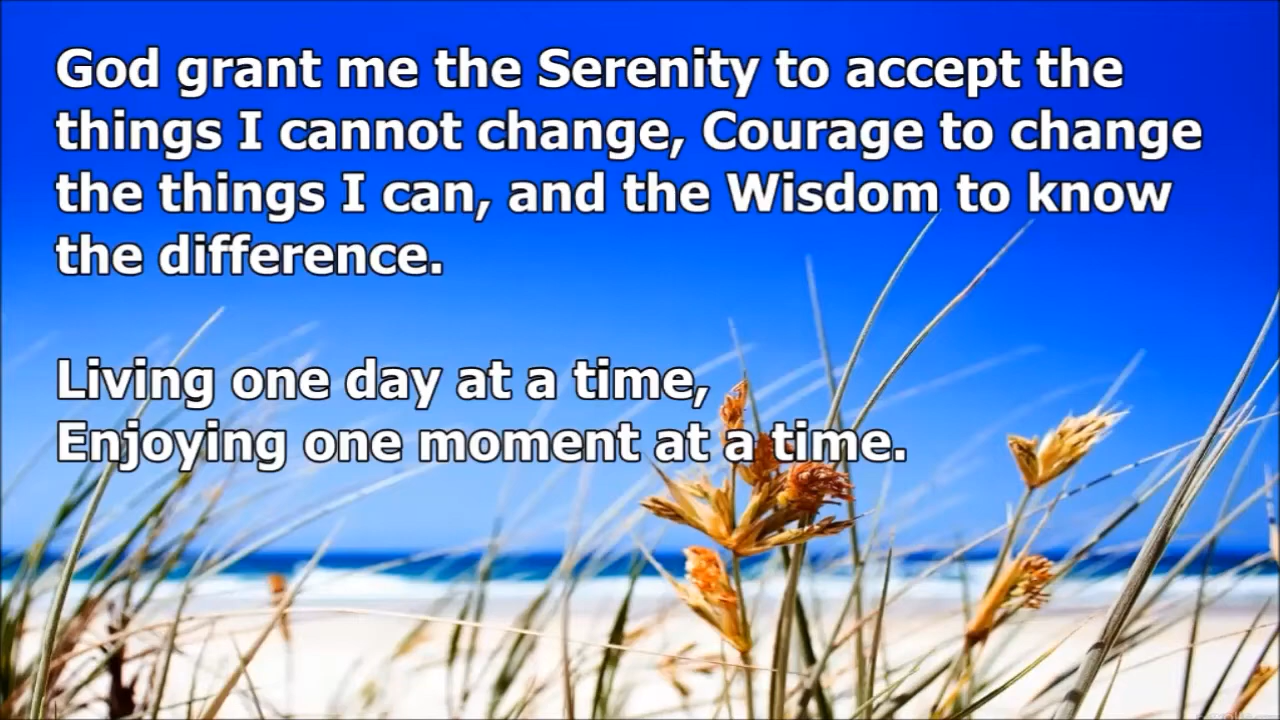 God grant me the Serenity to accept the
things I cannot change, Courage to change
the things I can, and the Wisdom to know
the difference.
Living one day at a time,
Enjoying one moment at a time.